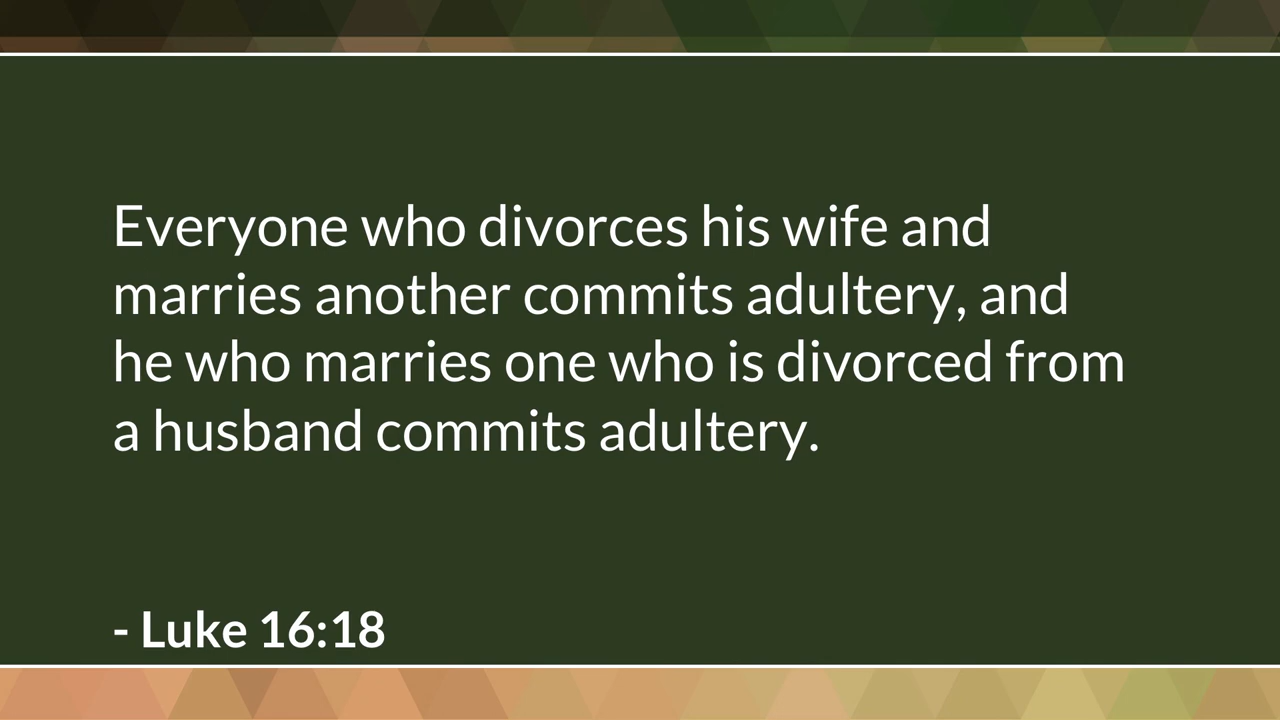 Everyone who divorces his wife and
marries another commits adultery, and
he who marries one who is divorced from
a husband commits adultery.
- Luke 16:18